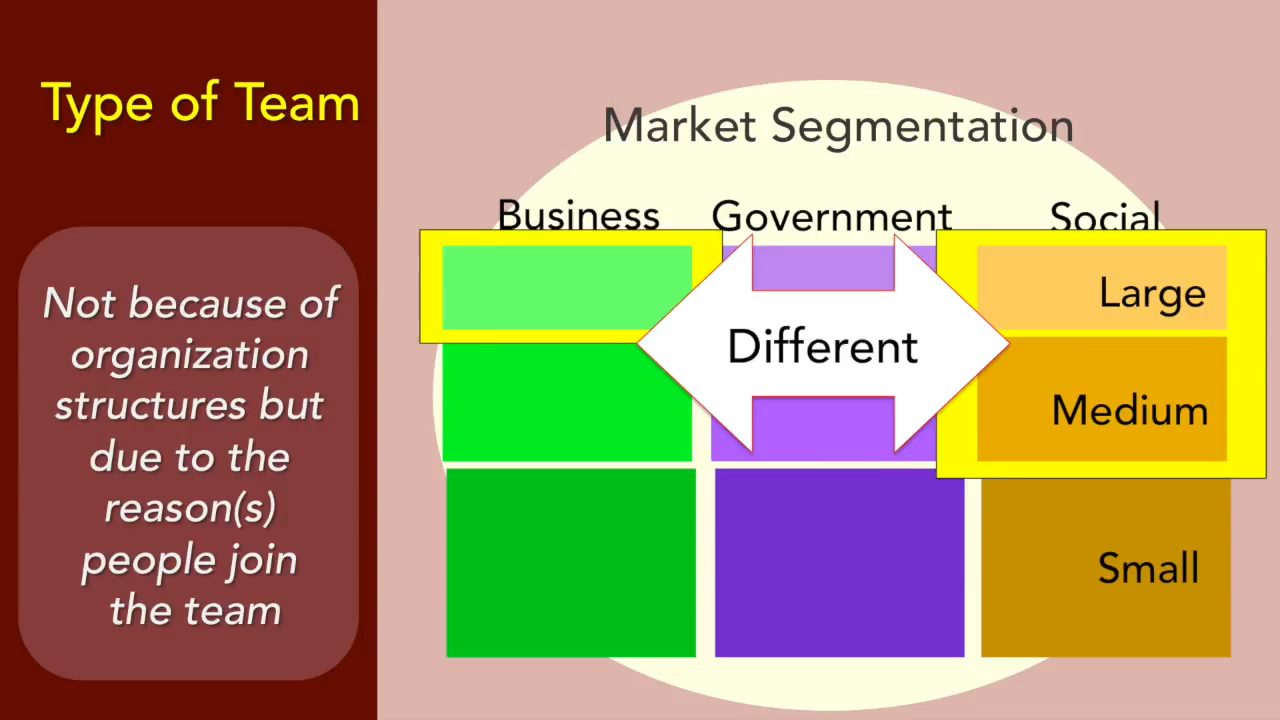 Type of Team
Not because of
organization
structures but
due to the
reason(s)
people join
the team
Market Segmentation
Business
Government
Social
Large
Different
Medium
Small